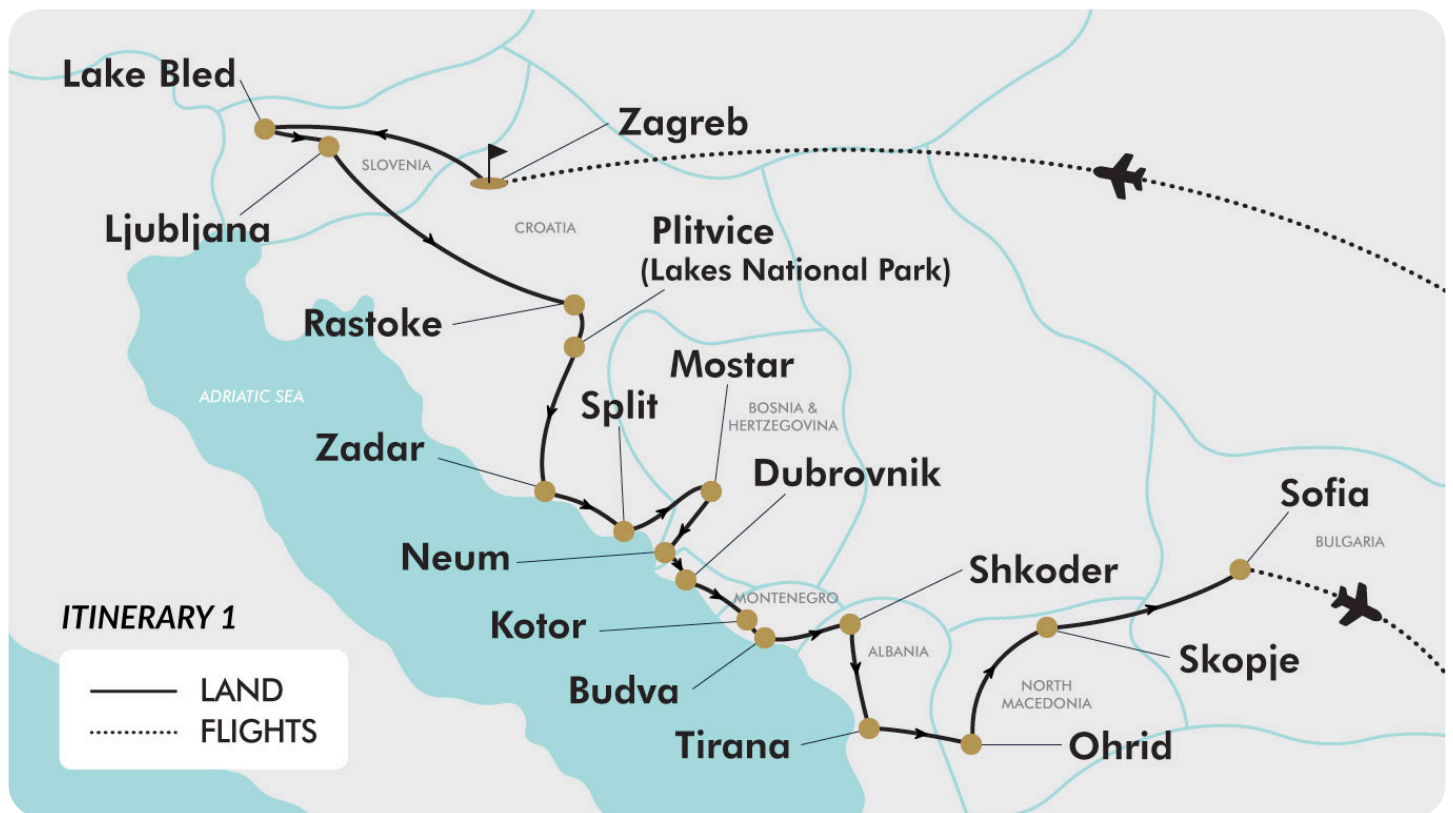 Lake Bled
Zagreb
SLOVENIA
Ljubljana
CROATIA
Plitvice
(Lakes National Park)
Rastoke
Mostar
ADRIATIC SEA
Split
BOSNIA &
HERTZEGOVINA
Zadar
Dubrovnik
Sofia
BULGARIA
Neum
Shkoder
MONTENEGRO
ITINERARY 1
Kotor
ALBANIA
Skopje
Budva
NORTH
MACEDONIA
LAND
FLIGHTS
Tirana
Ohrid